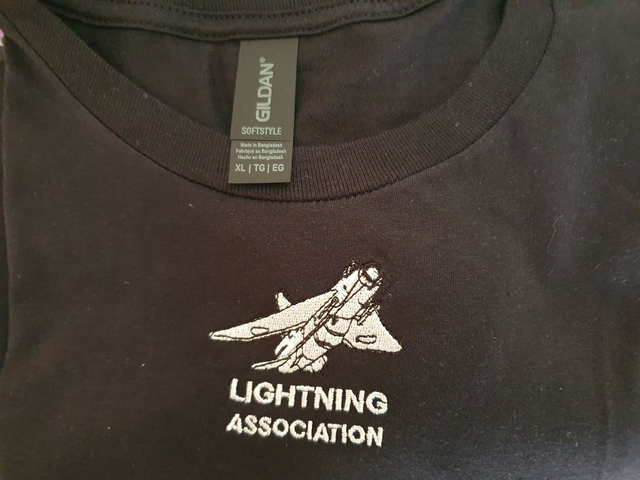 GILDAN®
SOFTSTYLE
Made in Bangladesh
Fabriqué au Bangladesh
Hecho en Bangladesh
XL | TG | EG
LIGHTNING
ASSOCIATION